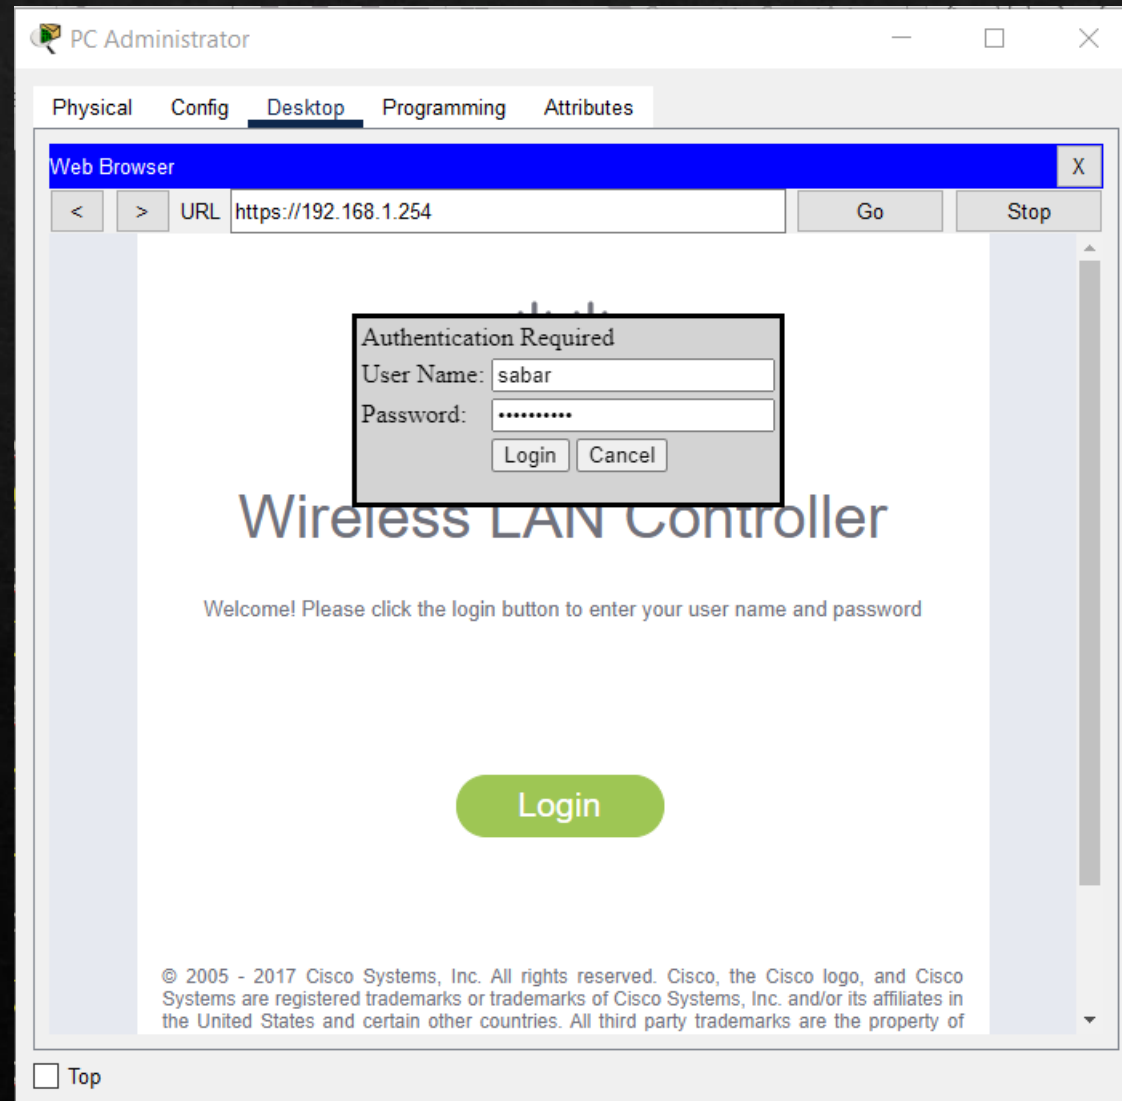 PC Administrator
Physical Config Desktop Programming Attributes
Web Browser X
< > URL https://192.168.1.254 Go Stop
Authentication Required
User Name: sabar
Password: ••••••••••
Login Cancel
Wireless LAN Controller
Welcome! Please click the login button to enter your user name and password
Login
© 2005 - 2017 Cisco Systems, Inc. All rights reserved. Cisco, the Cisco logo, and Cisco
Systems are registered trademarks or trademarks of Cisco Systems, Inc. and/or its affiliates in
the United States and certain other countries. All third party trademarks are the property of
Top